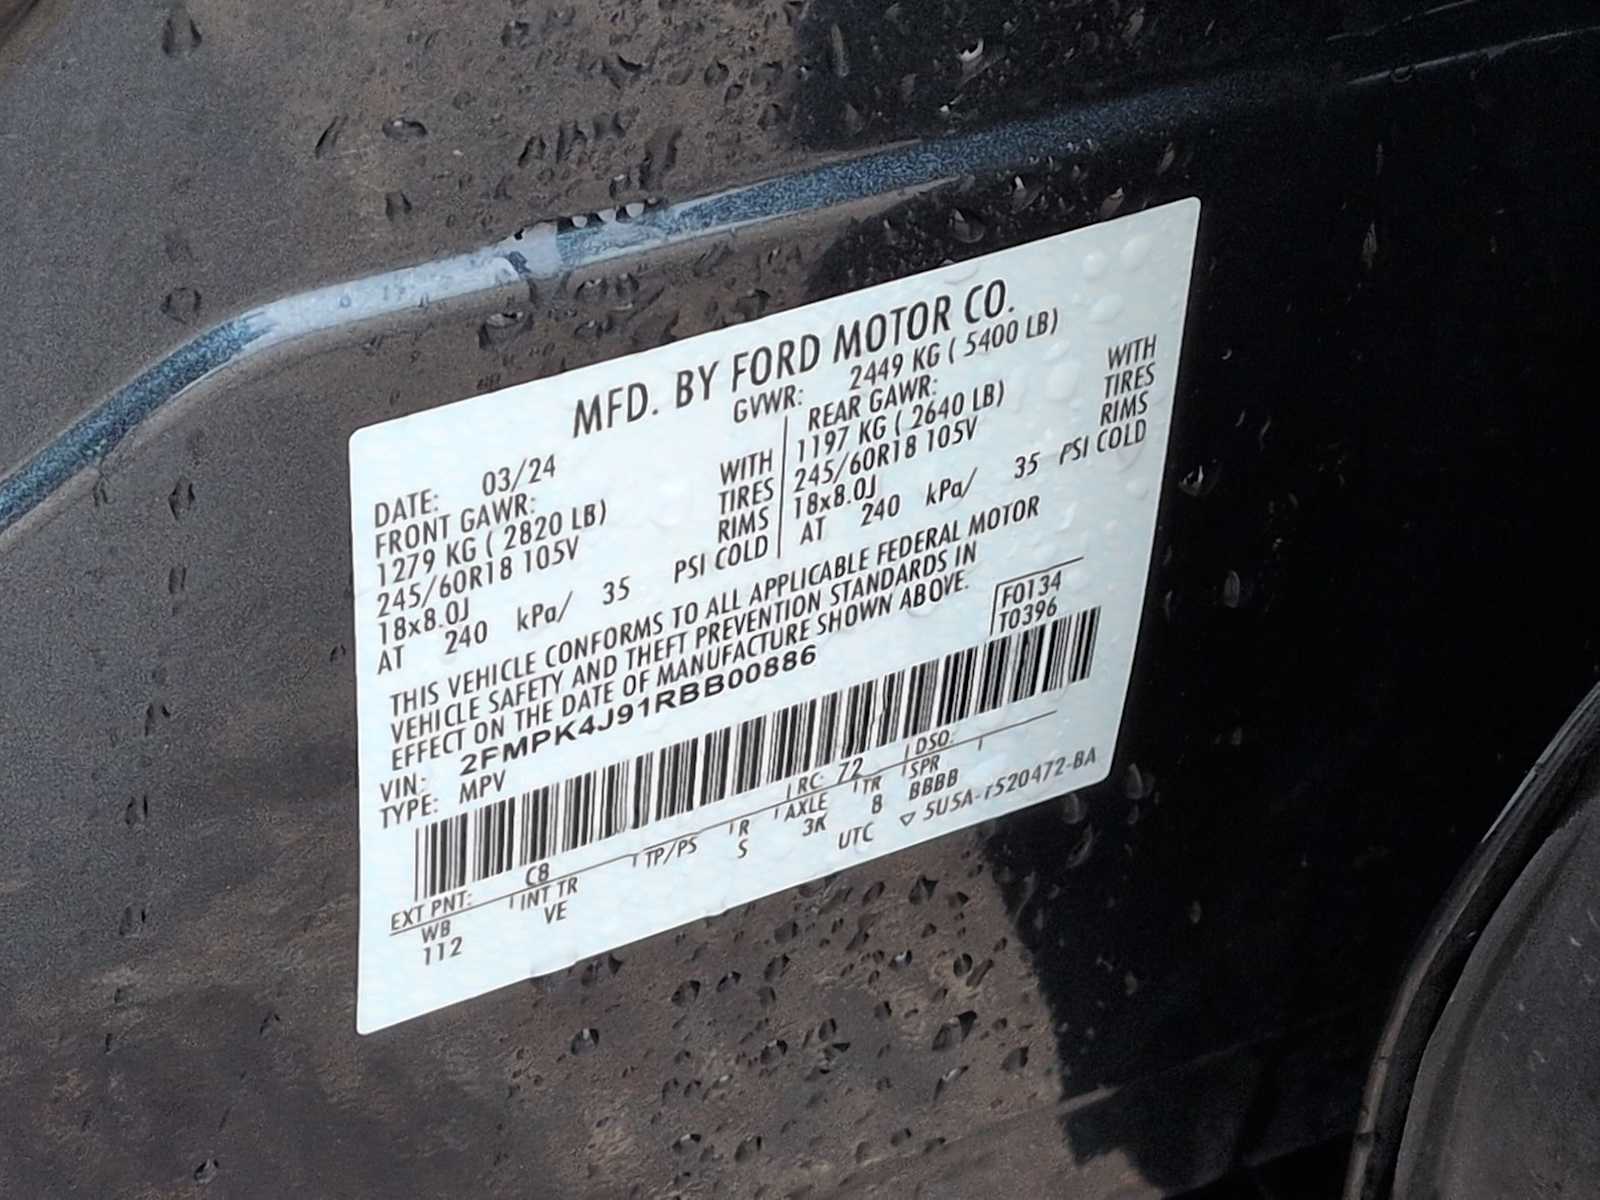 MFD. BY FORD MOTOR CO.
DATE: 03/24
GVWR: 2449 KG ( 5400 LB)
FRONT GAWR:
1279 KG ( 2820 LB) WITH
245/60R18 105V TIRES
18x8.0J RIMS
AT 240 kPa/ 35 PSI COLD
REAR GAWR:
1197 KG ( 2640 LB) WITH
245/60R18 105V TIRES
18x8.0J RIMS
AT 240 kPa/ 35 PSI COLD
THIS VEHICLE CONFORMS TO ALL APPLICABLE FEDERAL MOTOR
VEHICLE SAFETY AND THEFT PREVENTION STANDARDS IN
EFFECT ON THE DATE OF MANUFACTURE SHOWN ABOVE.
VIN: 2FMPK4J91RBB00886
TYPE: MPV
F0134
T0396
EXT PNT: C8 RC: 72 DSO:
WB INT TR TP/PS R AXLE TR SPR
112 VE S 3K 8 BBBB
UTC ▽ 5U5A-1520472-BA